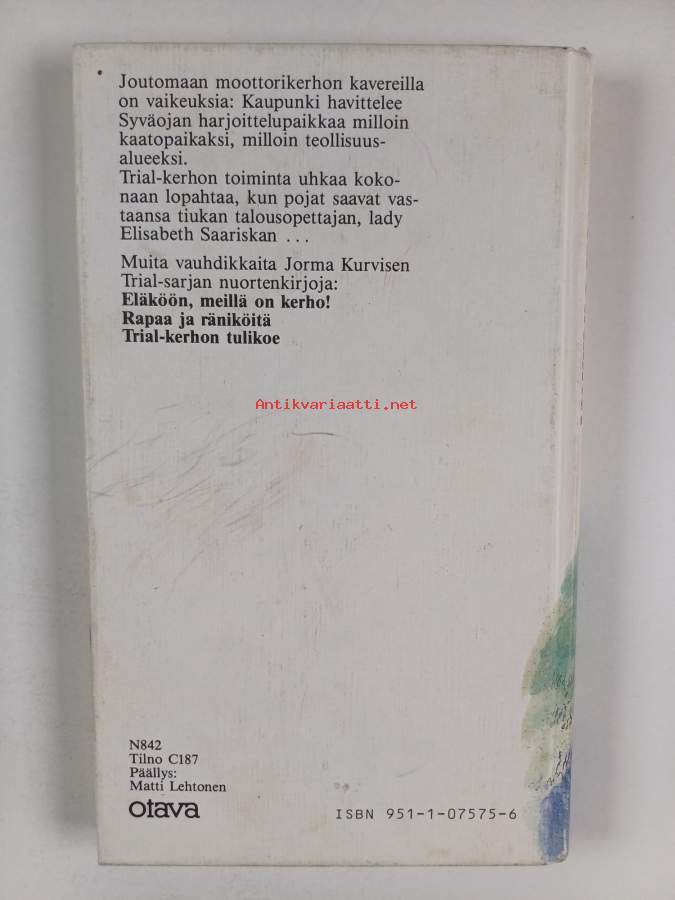 Joutomaan moottorikerhon kavereilla
on vaikeuksia: Kaupunki havittelee
Syväojan harjoittelupaikkaa milloin
kaatopaikaksi, milloin teollisuus-
alueeksi.
Trial-kerhon toiminta uhkaa koko-
naan lopahtaa, kun pojat saavat vas-
taansa tiukan talousopettajan, lady
Elisabeth Saariskan ...
Muita vauhdikkaita Jorma Kurvisen
Trial-sarjan nuortenkirjoja:
Eläköön, meillä on kerho!
Rapaa ja räniköitä
Trial-kerhon tulikoe
Antikvariaatti.net
N842
Tilno C187
Päällys:
Matti Lehtonen
otava
ISBN 951-1-07575-6